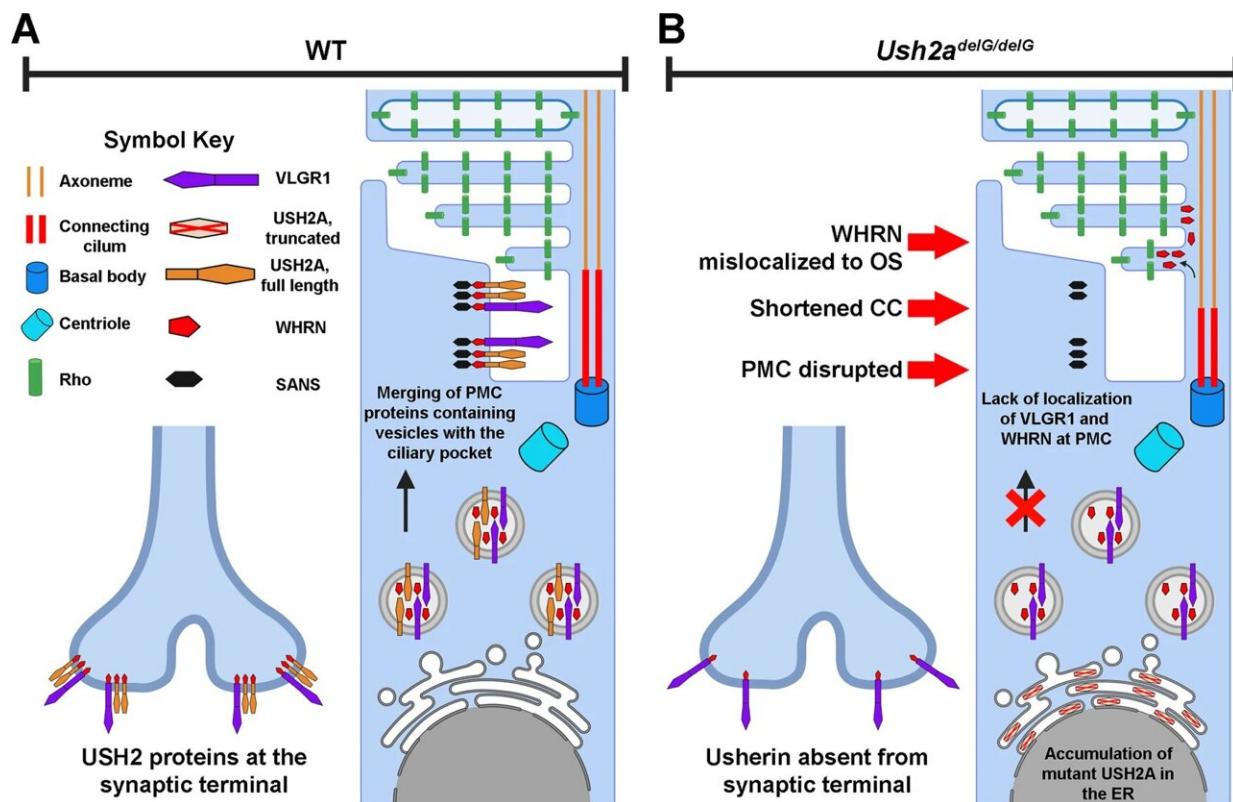 A
WT
Symbol Key
Axoneme
VLGR1
Connecting
cilum
USH2A,
truncated
Basal body
USH2A,
full length
Centriole
WHRN
Rho
SANS
Merging of PMC
proteins containing
vesicles with the
ciliary pocket
USH2 proteins at the
synaptic terminal
B
Ush2a^delG/delG
WHRN
mislocalized to OS
Shortened CC
PMC disrupted
Lack of localization
of VLGR1 and
WHRN at PMC
Usherin absent from
synaptic terminal
Accumulation of
mutant USH2A in
the ER